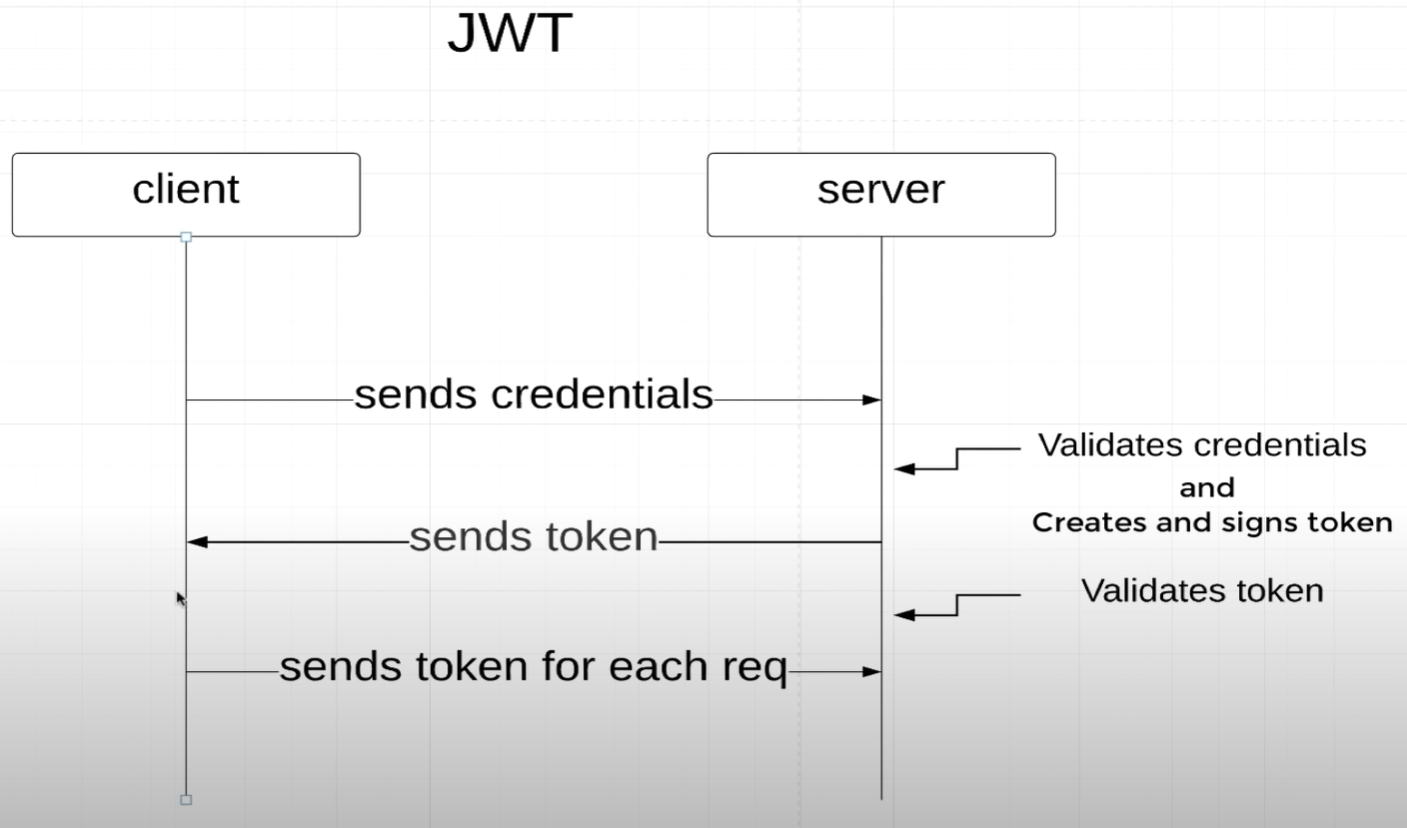 JWT
client
server
sends credentials
Validates credentials
and
Creates and signs token
sends token
Validates token
sends token for each req